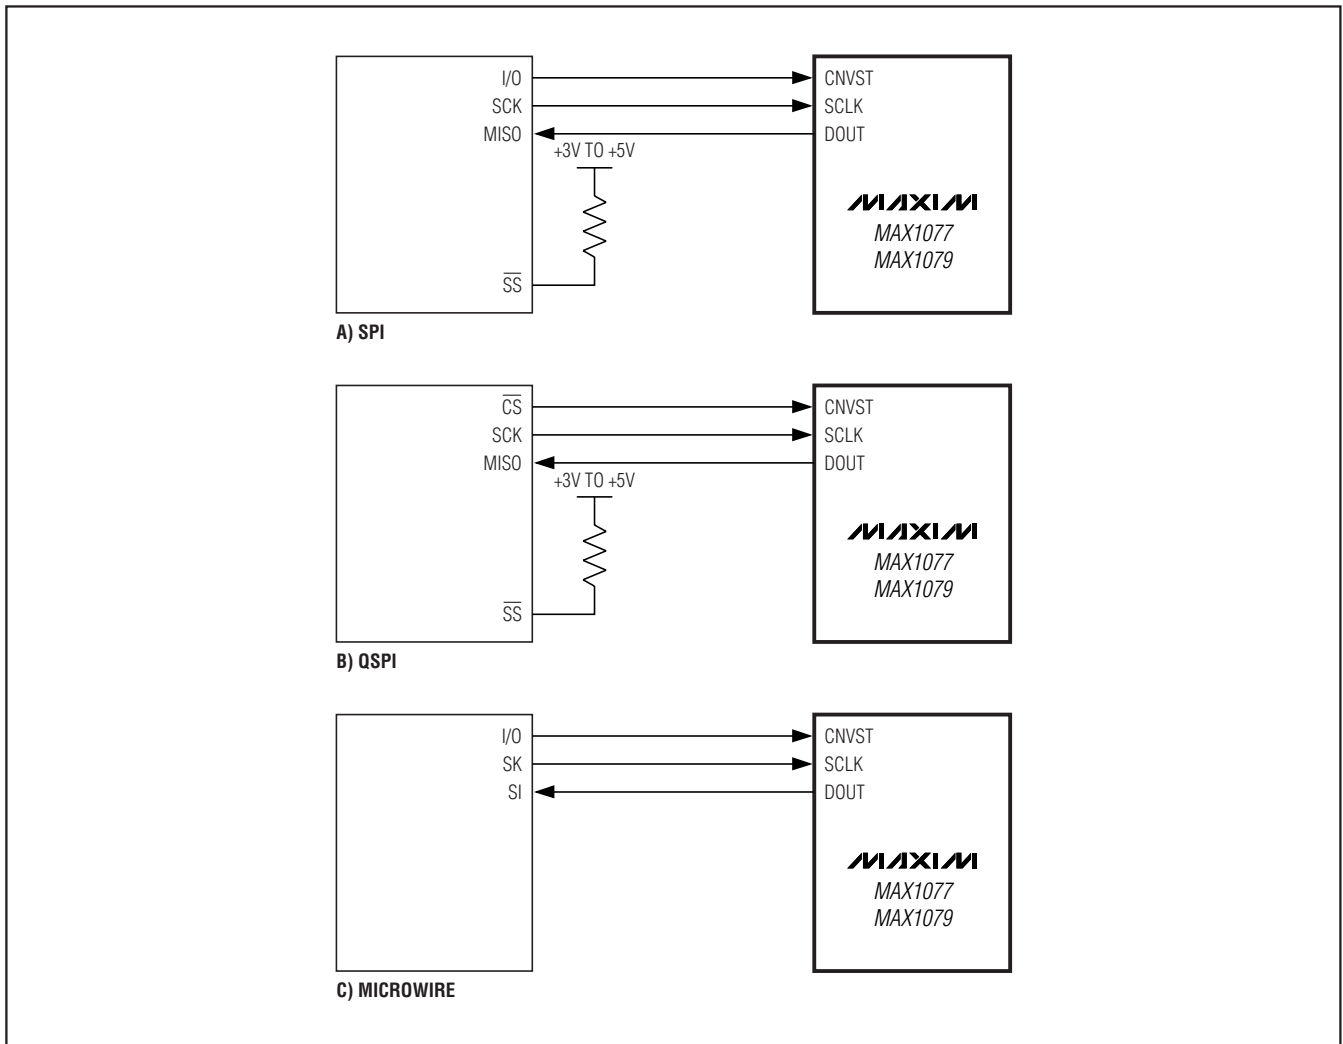 I/O
SCK
MISO
+3V TO +5V
SS
CNVST
SCLK
DOUT
MAXIM
MAX1077
MAX1079
A) SPI
CS
SCK
MISO
+3V TO +5V
SS
CNVST
SCLK
DOUT
MAXIM
MAX1077
MAX1079
B) QSPI
I/O
SK
SI
CNVST
SCLK
DOUT
MAXIM
MAX1077
MAX1079
C) MICROWIRE